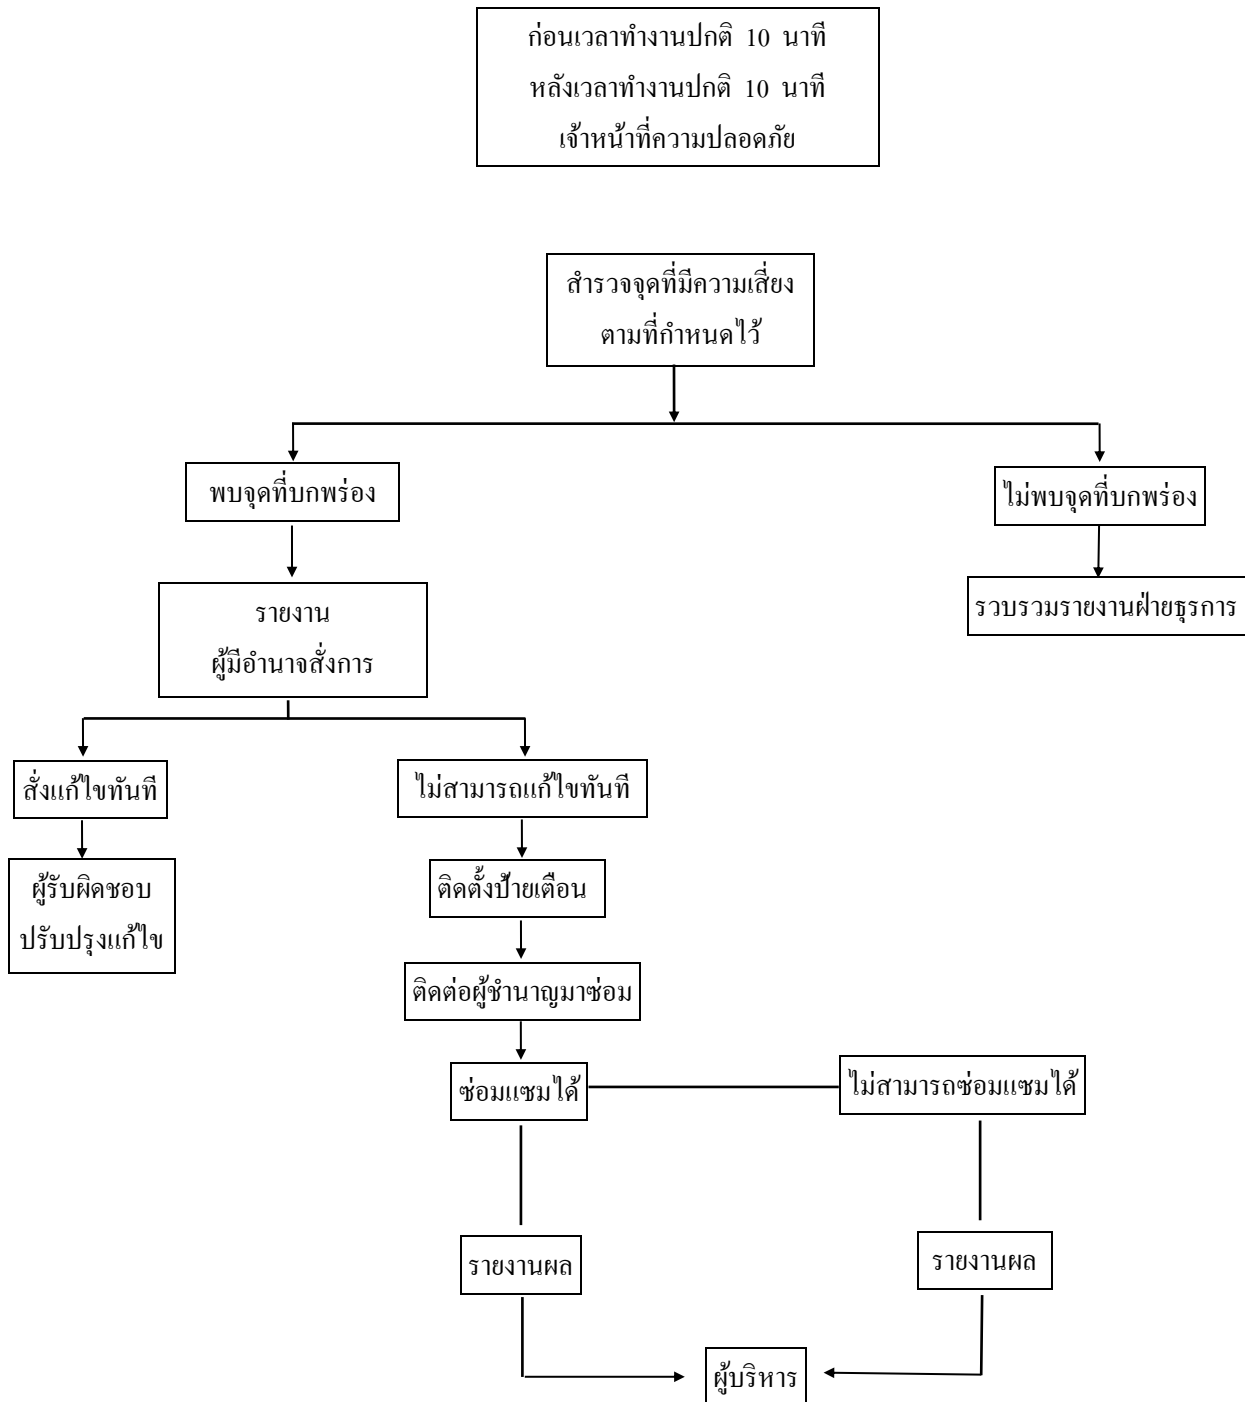 ก่อนเวลาทำงานปกติ 10 นาที
หลังเวลาทำงานปกติ 10 นาที
เจ้าหน้าที่ความปลอดภัย
สำรวจจุดที่มีความเสี่ยง
ตามที่กำหนดไว้
พบจุดที่บกพร่อง
ไม่พบจุดที่บกพร่อง
รายงาน
ผู้มีอำนาจสั่งการ
รวบรวมรายงานฝ่ายธุรการ
สั่งแก้ไขทันที
ไม่สามารถแก้ไขทันที
ผู้รับผิดชอบ
ปรับปรุงแก้ไข
ติดตั้งป้ายเตือน
ติดต่อผู้ชำนาญมาซ่อม
ซ่อมแซมได้
ไม่สามารถซ่อมแซมได้
รายงานผล
รายงานผล
ผู้บริหาร